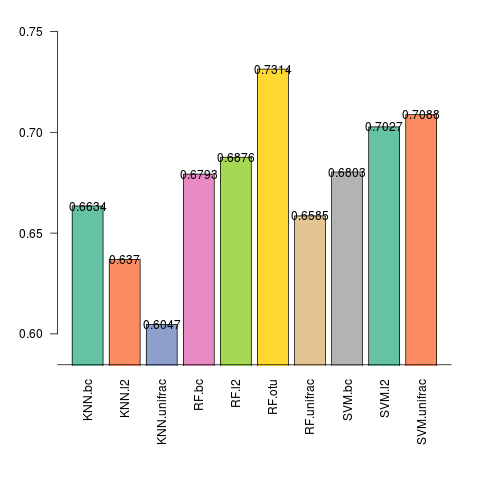 0.75
0.70
0.65
0.60
0.6634
0.637
0.6047
0.6793
0.6876
0.7314
0.6585
0.6803
0.7027
0.7088
KNN.bc
KNN.l2
KNN.unifrac
RF.bc
RF.l2
RF.otu
RF.unifrac
SVM.bc
SVM.l2
SVM.unifrac